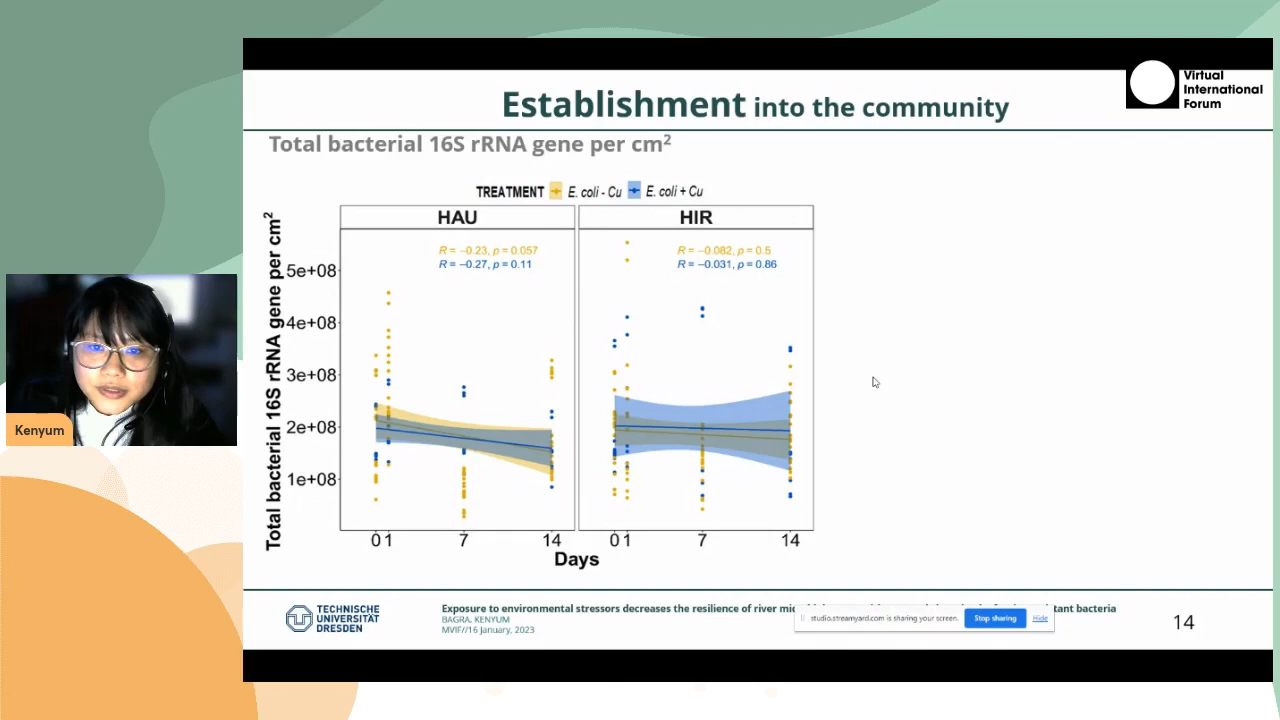 Virtual
International
Forum
Establishment into the community
Total bacterial 16S rRNA gene per cm²
TREATMENT E. coli - Cu E. coli + Cu
HAU HIR
R = −0.23, p = 0.057
R = −0.27, p = 0.11
R = −0.082, p = 0.5
R = −0.031, p = 0.86
Total bacterial 16S rRNA gene per cm²
5e+08
4e+08
3e+08
2e+08
1e+08
0 1 7 14 0 1 7 14
Days
Kenyum
TECHNISCHE
UNIVERSITÄT
DRESDEN
Exposure to environmental stressors decreases the resilience of river
BAGRA, KENYUM
MVIF//16 January, 2023
bacteria
studio.streamyard.com is sharing your screen.
Stop sharing
Hide
14